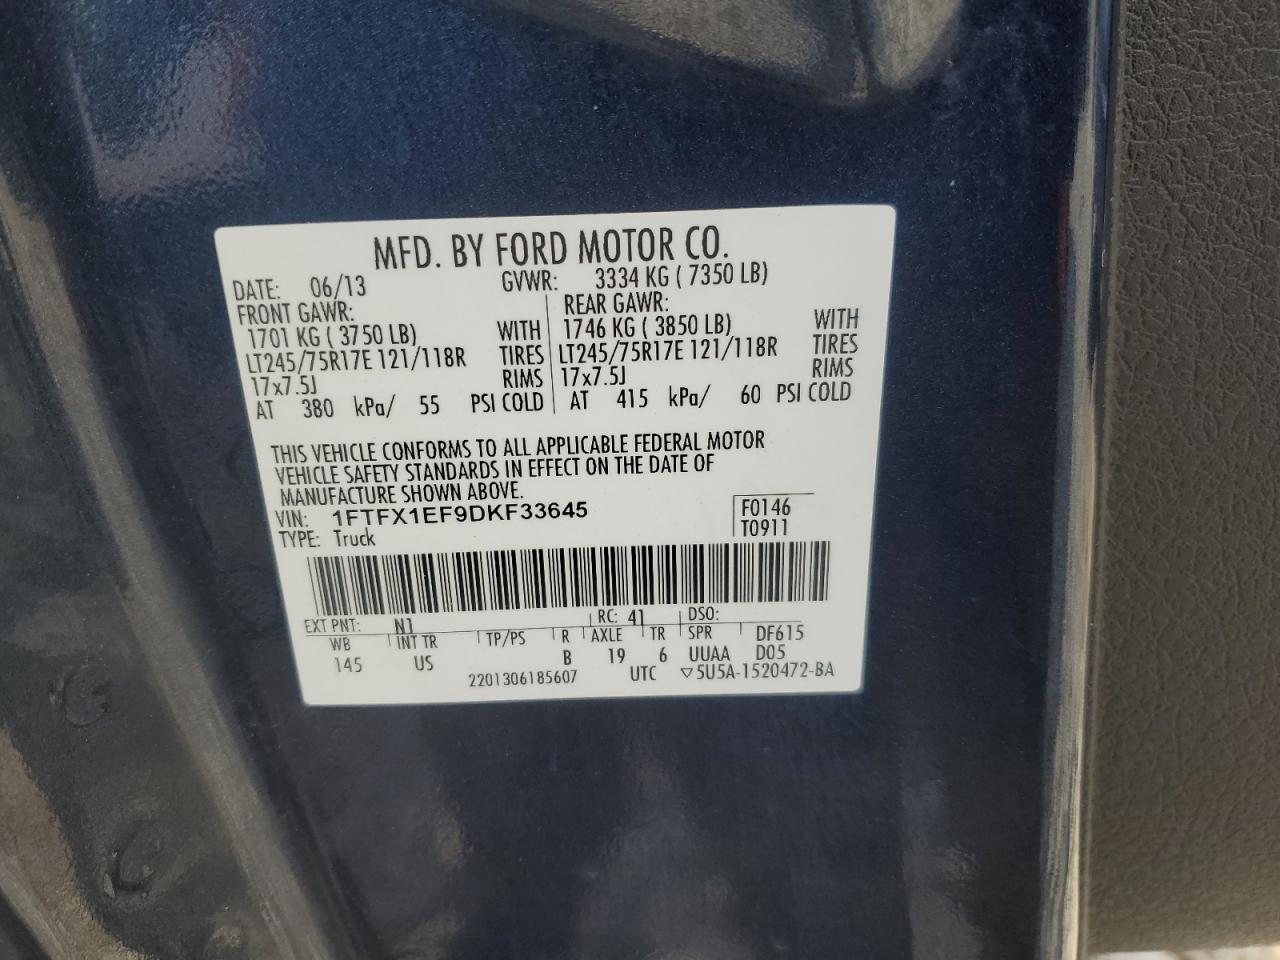 MFD. BY FORD MOTOR CO.
DATE: 06/13 GVWR: 3334 KG ( 7350 LB)
FRONT GAWR: REAR GAWR:
1701 KG ( 3750 LB) WITH 1746 KG ( 3850 LB) WITH
LT245/75R17E 121/118R TIRES LT245/75R17E 121/118R TIRES
17x7.5J RIMS 17x7.5J RIMS
AT 380 kPa/ 55 PSI COLD AT 415 kPa/ 60 PSI COLD
THIS VEHICLE CONFORMS TO ALL APPLICABLE FEDERAL MOTOR
VEHICLE SAFETY STANDARDS IN EFFECT ON THE DATE OF
MANUFACTURE SHOWN ABOVE.
VIN: 1FTFX1EF9DKF33645 F0146
TYPE: Truck T0911
EXT PNT: N1 RC: 41 DSO:
WB INT TR TP/PS R AXLE TR SPR DF615
145 US B 19 6 UUAA D05
2201306185607 UTC ▽5U5A-1520472-BA